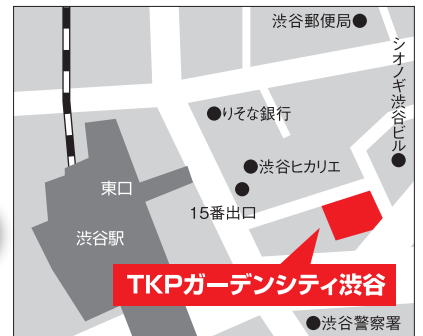 渋谷郵便局
シオノギ渋谷ビル
りそな銀行
渋谷ヒカリエ
東口
15番出口
渋谷駅
TKPガーデンシティ渋谷
渋谷警察署